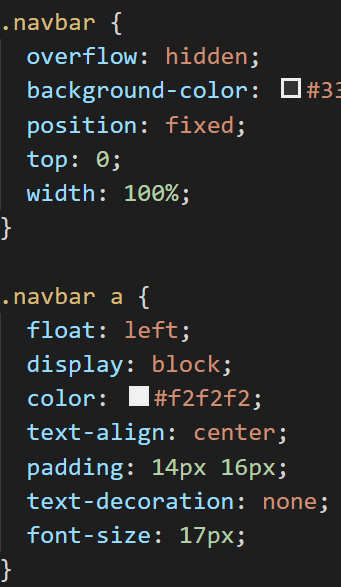 .navbar {
overflow: hidden;
background-color: #33
position: fixed;
top: 0;
width: 100%;
}
.navbar a {
float: left;
display: block;
color: #f2f2f2;
text-align: center;
padding: 14px 16px;
text-decoration: none;
font-size: 17px;
}